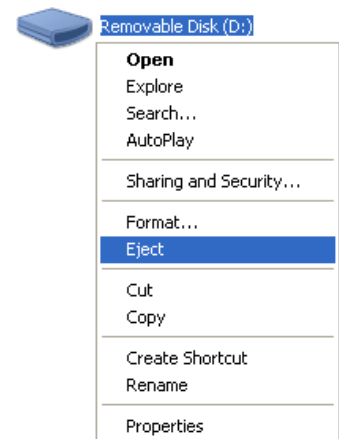 Removable Disk (D:)
Open
Explore
Search...
AutoPlay
Sharing and Security...
Format...
Eject
Cut
Copy
Create Shortcut
Rename
Properties